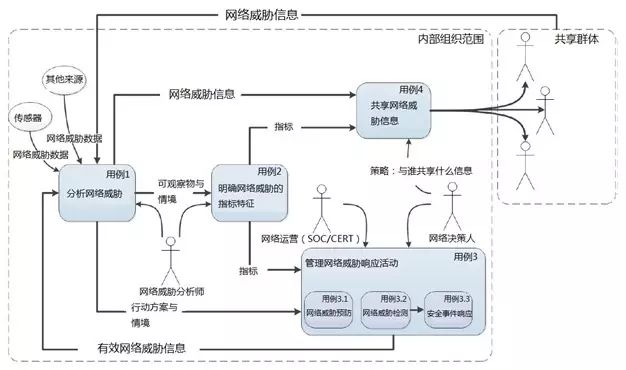 网络威胁信息
内部组织范围
共享群体
其他来源
传感器
网络威胁数据
网络威胁数据
网络威胁信息
用例4
共享网络威
胁信息
指标
用例1
分析网络威胁
可观察物与
情境
用例2
明确网络威胁的
指标特征
策略：与谁共享什么信息
网络运营（SOC/CERT）
网络决策人
网络威胁分析师
指标
管理网络威胁响应活动
用例3
用例3.1
网络威胁预防
用例3.2
网络威胁检测
用例3.3
安全事件响应
行动方案与
情境
有效网络威胁信息